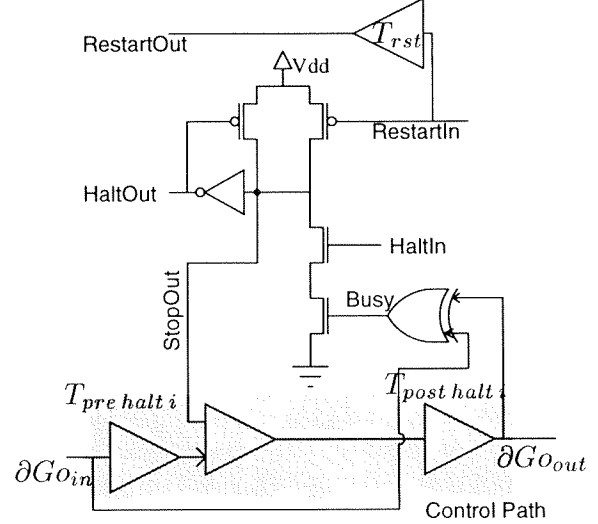 T_{rst}
RestartOut
Vdd
RestartIn
HaltOut
HaltIn
StopOut
Busy
T_{pre halt i}
T_{post halt i}
∂Go_{in}
∂Go_{out}
Control Path